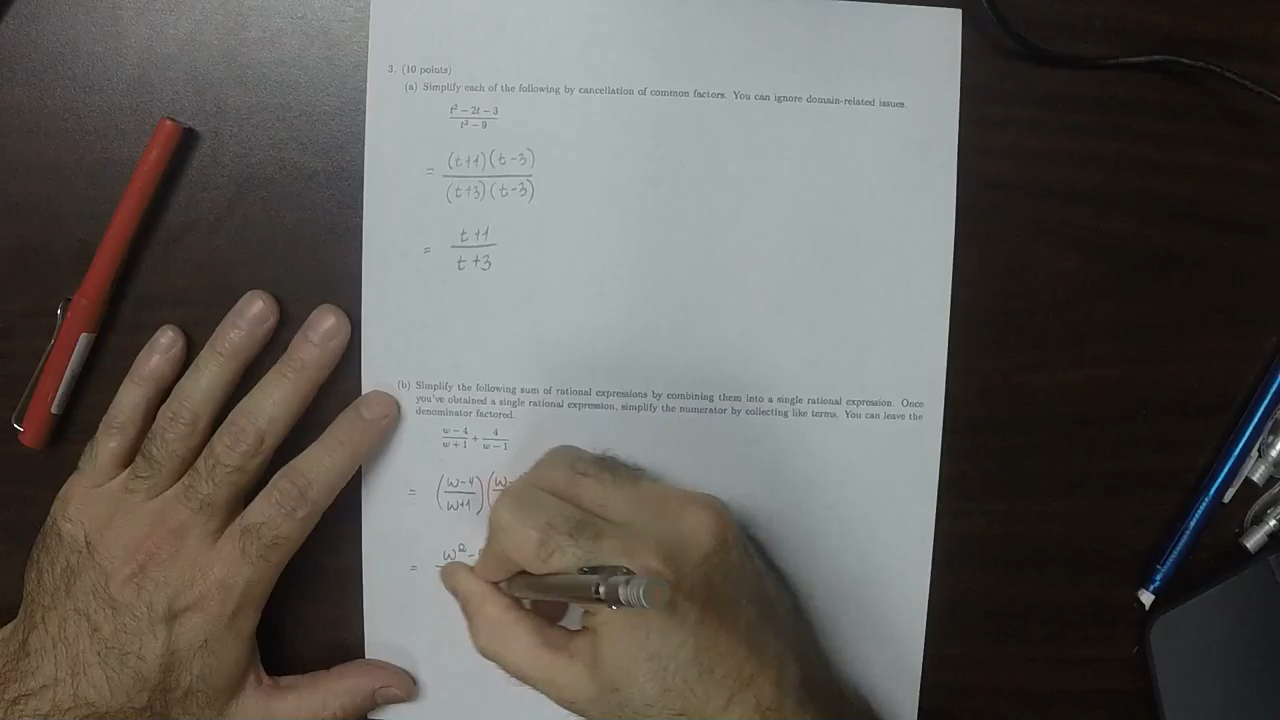 3. (10 points)
(a) Simplify each of the following by cancellation of common factors. You can ignore domain-related issues.
t² − 2t − 3
t² − 9
= (t+1)(t−3)
(t+3)(t−3)
= t+1
t+3
(b) Simplify the following sum of rational expressions by combining them into a single rational expression. Once
you've obtained a single rational expression, simplify the numerator by collecting like terms. You can leave the
denominator factored.
w − 4 4
w + 1 + w − 1
= (w−4)(w
w+1
= w² −